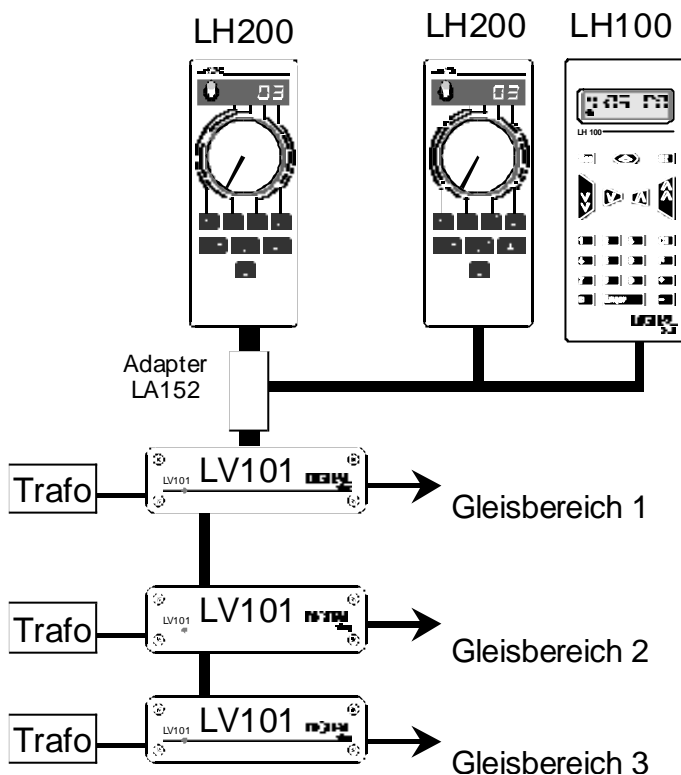 LH200
LH200
LH100
03
03
LH 100
Adapter
LA152
Trafo
LV101
LV101
DIGITAL
Gleisbereich 1
Trafo
LV101
LV101
Gleisbereich 2
Trafo
LV101
LV101
Gleisbereich 3